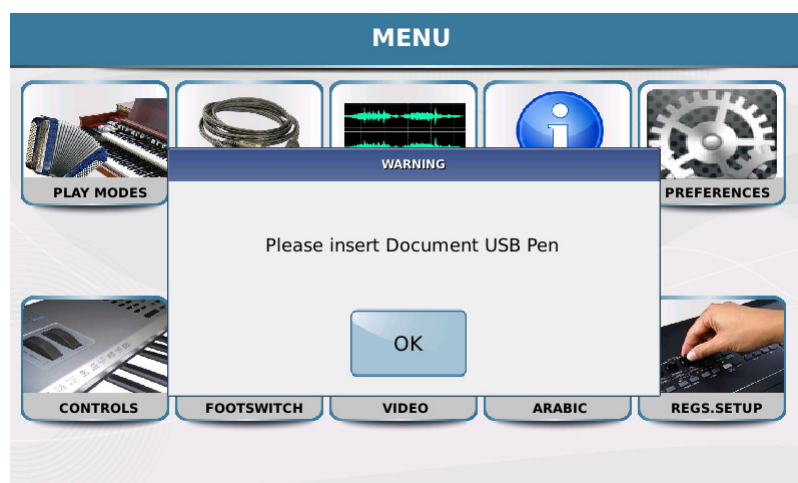 MENU
WARNING
PLAY MODES
PREFERENCES
Please insert Document USB Pen
OK
CONTROLS
FOOTSWITCH
VIDEO
ARABIC
REGS.SETUP